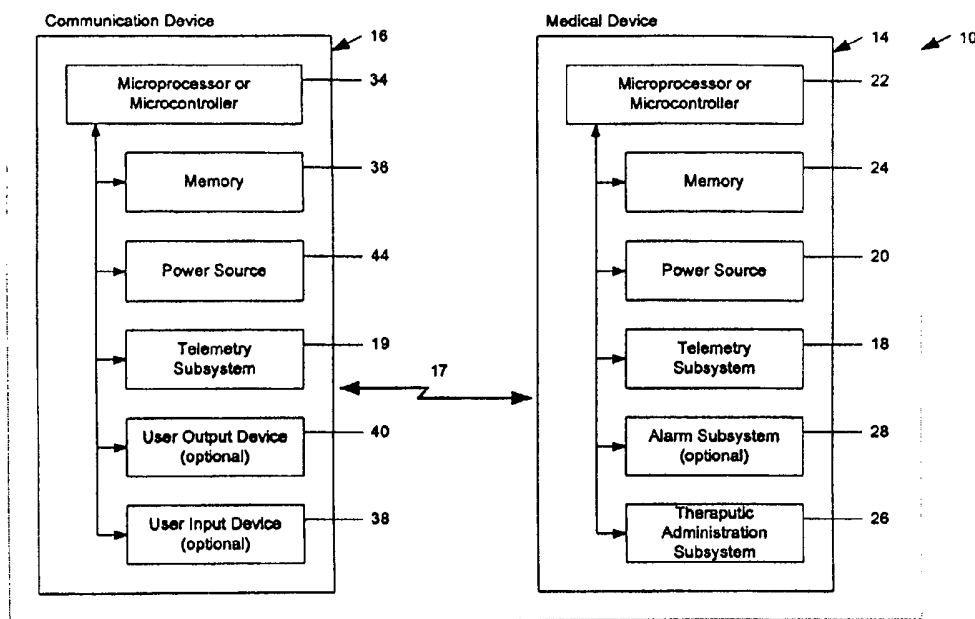 Communication Device
16
Microprocessor or
Microcontroller
34
Memory
36
Power Source
44
Telemetry
Subsystem
19
User Output Device
(optional)
40
User Input Device
(optional)
38
17
Medical Device
14
10
Microprocessor or
Microcontroller
22
Memory
24
Power Source
20
Telemetry
Subsystem
18
Alarm Subsystem
(optional)
28
Theraputic
Administration
Subsystem
26